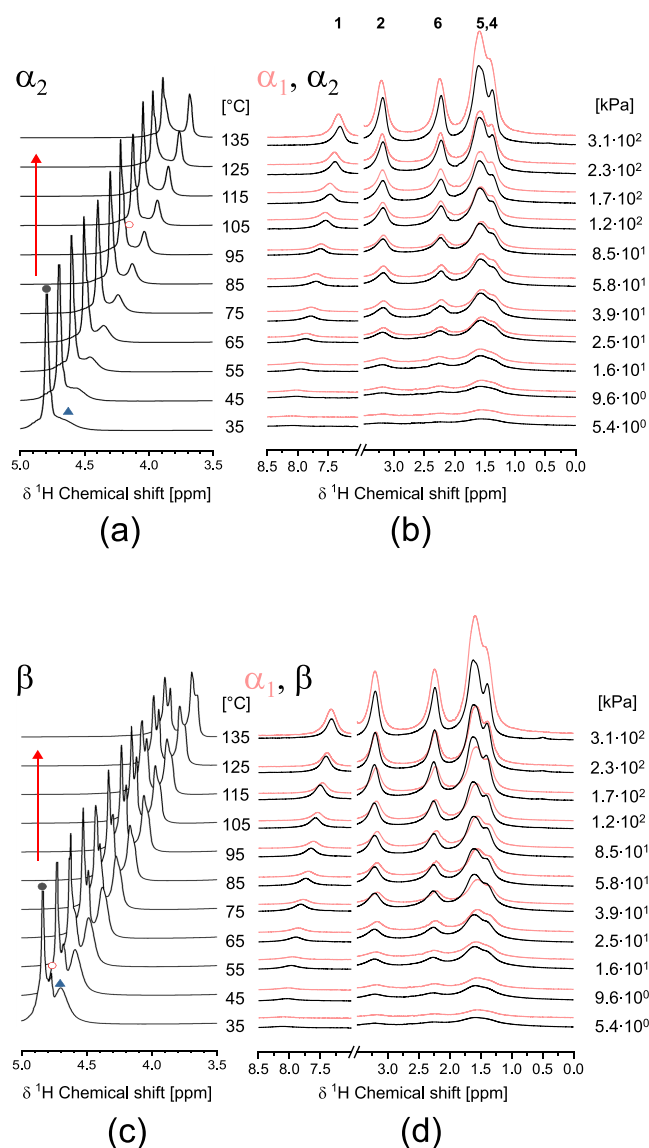 1 2 6 5,4
α2 [°C] α1, α2 [kPa]
135 3.1·10²
125 2.3·10²
115 1.7·10²
105 1.2·10²
95 8.5·10¹
85 5.8·10¹
75 3.9·10¹
65 2.5·10¹
55 1.6·10¹
45 9.6·10⁰
35 5.4·10⁰
5.0 4.5 4.0 3.5 8.5 8.0 7.5 3.0 2.5 2.0 1.5 1.0 0.5 0.0
δ ¹H Chemical shift [ppm] δ ¹H Chemical shift [ppm]
(a) (b)
β [°C] α1, β [kPa]
135 3.1·10²
125 2.3·10²
115 1.7·10²
105 1.2·10²
95 8.5·10¹
85 5.8·10¹
75 3.9·10¹
65 2.5·10¹
55 1.6·10¹
45 9.6·10⁰
35 5.4·10⁰
5.0 4.5 4.0 3.5 8.5 8.0 7.5 3.0 2.5 2.0 1.5 1.0 0.5 0.0
δ ¹H Chemical shift [ppm] δ ¹H Chemical shift [ppm]
(c) (d)